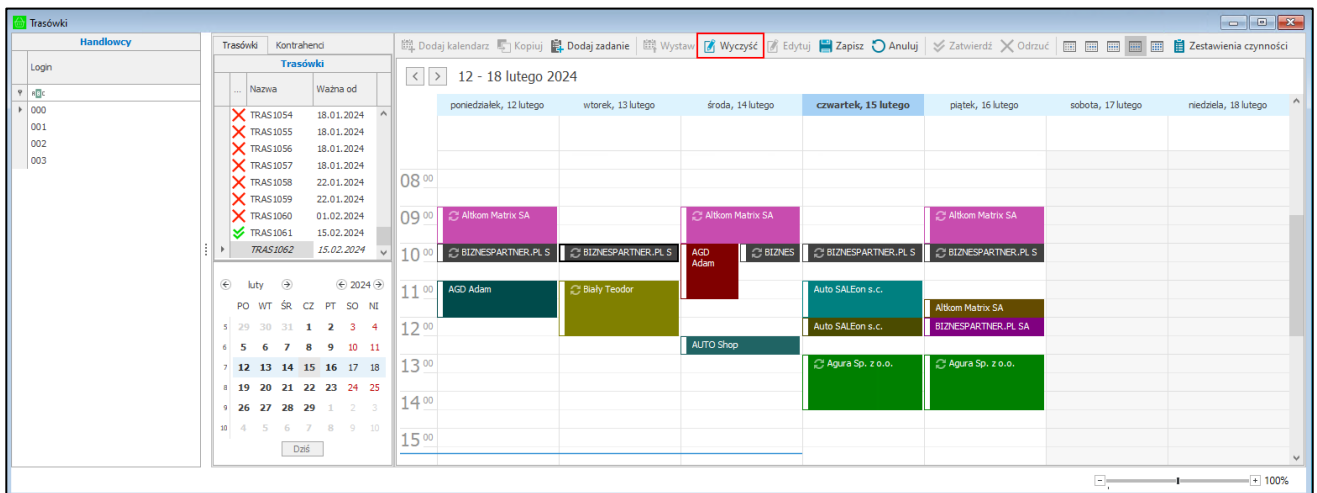 Trasówki
Handlowcy
Login
000
001
002
003
Trasówki Kontrahenci
Trasówki
... Nazwa Ważna od
TRAS1054 18.01.2024
TRAS1055 18.01.2024
TRAS1056 18.01.2024
TRAS1057 18.01.2024
TRAS1058 22.01.2024
TRAS1059 22.01.2024
TRAS1060 01.02.2024
TRAS1061 15.02.2024
TRAS1062 15.02.2024
luty 2024
PO WT ŚR CZ PT SO NI
5 29 30 31 1 2 3 4
6 5 6 7 8 9 10 11
7 12 13 14 15 16 17 18
8 19 20 21 22 23 24 25
9 26 27 28 29 1 2 3
10 4 5 6 7 8 9 10
Dziś
Dodaj kalendarz Kopiuj Dodaj zadanie Wystaw Wyczyść Edytuj Zapisz Anuluj Zatwierdź Odrzuć Zestawienia czynności
12 - 18 lutego 2024
poniedziałek, 12 lutego wtorek, 13 lutego środa, 14 lutego czwartek, 15 lutego piątek, 16 lutego sobota, 17 lutego niedziela, 18 lutego
08 00
09 00 Altkom Matrix SA Altkom Matrix SA Altkom Matrix SA
10 00 BIZNESPARTNER.PL S BIZNESPARTNER.PL S AGD Adam BIZNES BIZNESPARTNER.PL S BIZNESPARTNER.PL S
11 00 AGD Adam Biały Teodor Auto SALEon s.c.
Altkom Matrix SA
12 00 Auto SALEon s.c. BIZNESPARTNER.PL SA
AUTO Shop
13 00 Agura Sp. z o.o. Agura Sp. z o.o.
14 00
15 00
100%